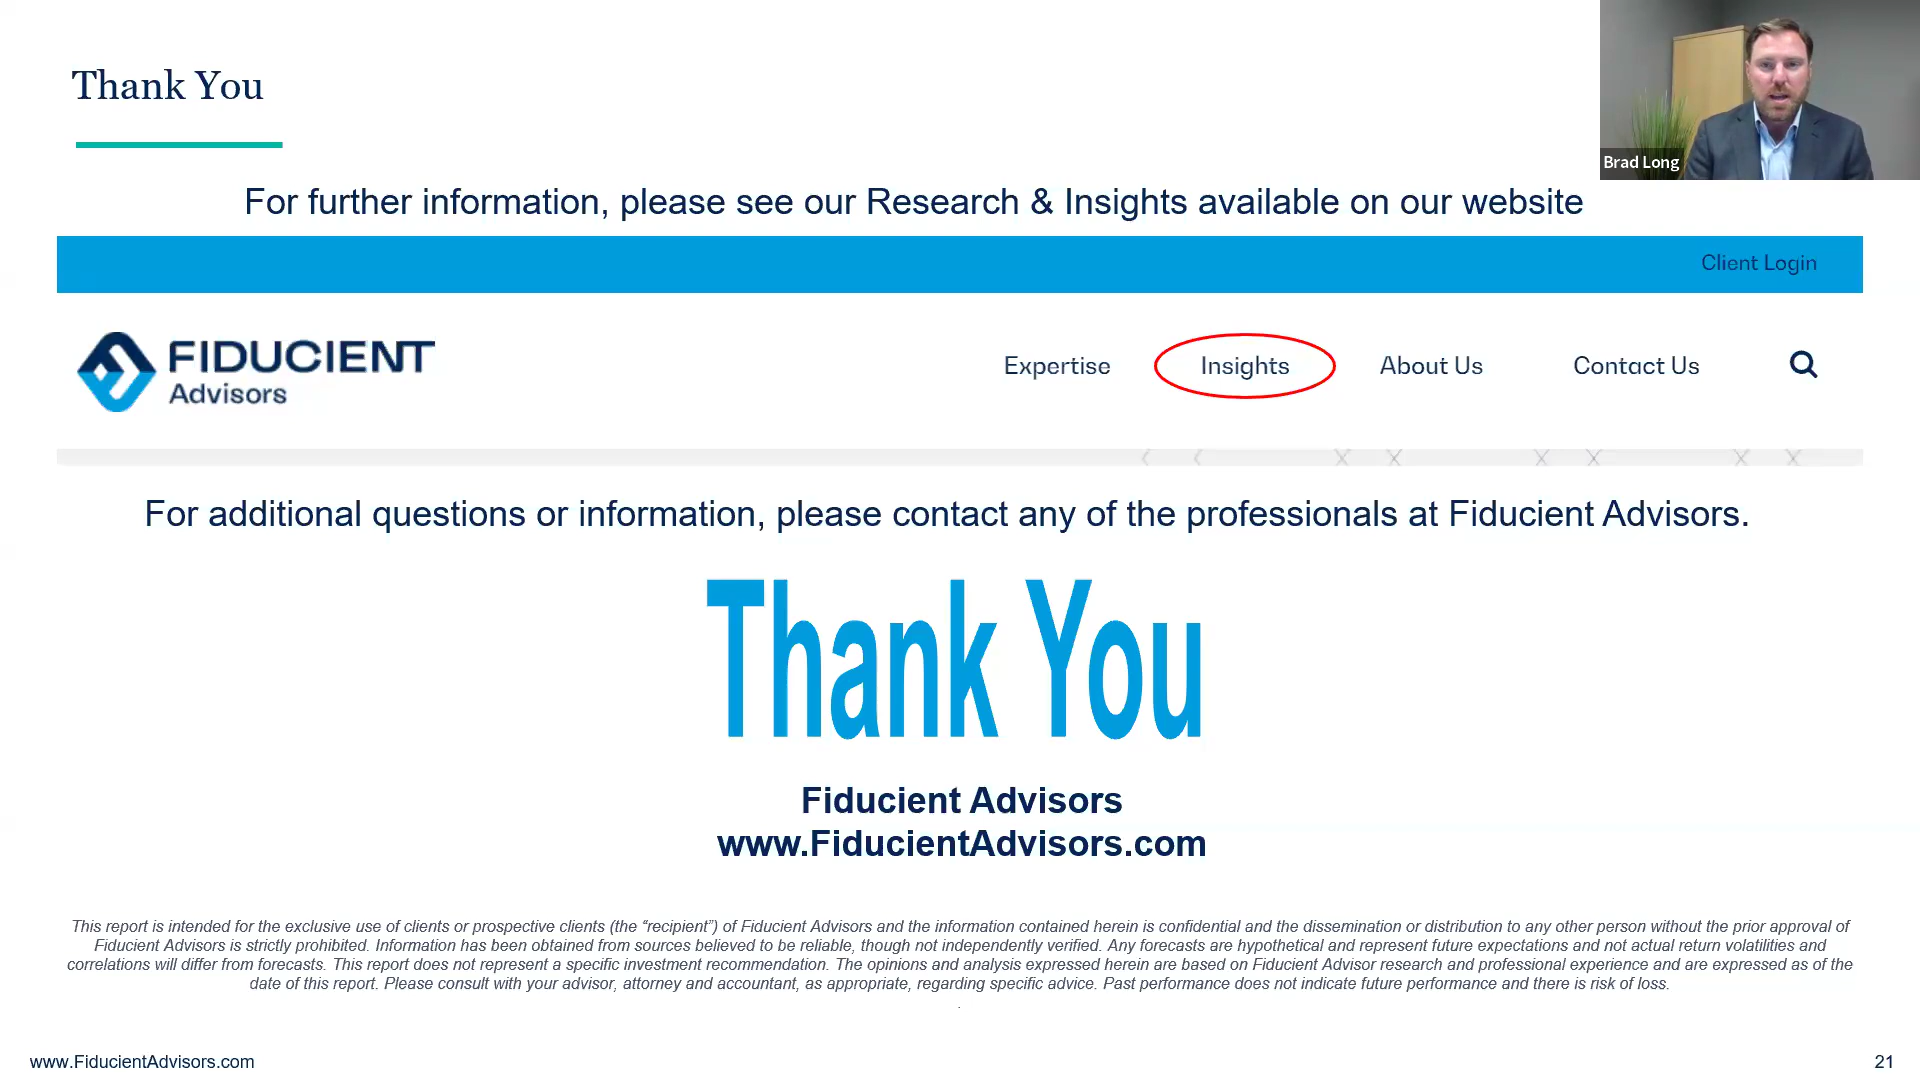 Thank You
Brad Long
For further information, please see our Research & Insights available on our website
Client Login
FIDUCIENT
Advisors
Expertise
Insights
About Us
Contact Us
For additional questions or information, please contact any of the professionals at Fiducient Advisors.
Thank You
Fiducient Advisors
www.FiducientAdvisors.com
This report is intended for the exclusive use of clients or prospective clients (the “recipient”) of Fiducient Advisors and the information contained herein is confidential and the dissemination or distribution to any other person without the prior approval of
Fiducient Advisors is strictly prohibited. Information has been obtained from sources believed to be reliable, though not independently verified. Any forecasts are hypothetical and represent future expectations and not actual return volatilities and
correlations will differ from forecasts. This report does not represent a specific investment recommendation. The opinions and analysis expressed herein are based on Fiducient Advisor research and professional experience and are expressed as of the
date of this report. Please consult with your advisor, attorney and accountant, as appropriate, regarding specific advice. Past performance does not indicate future performance and there is risk of loss.
.
www.FiducientAdvisors.com
21